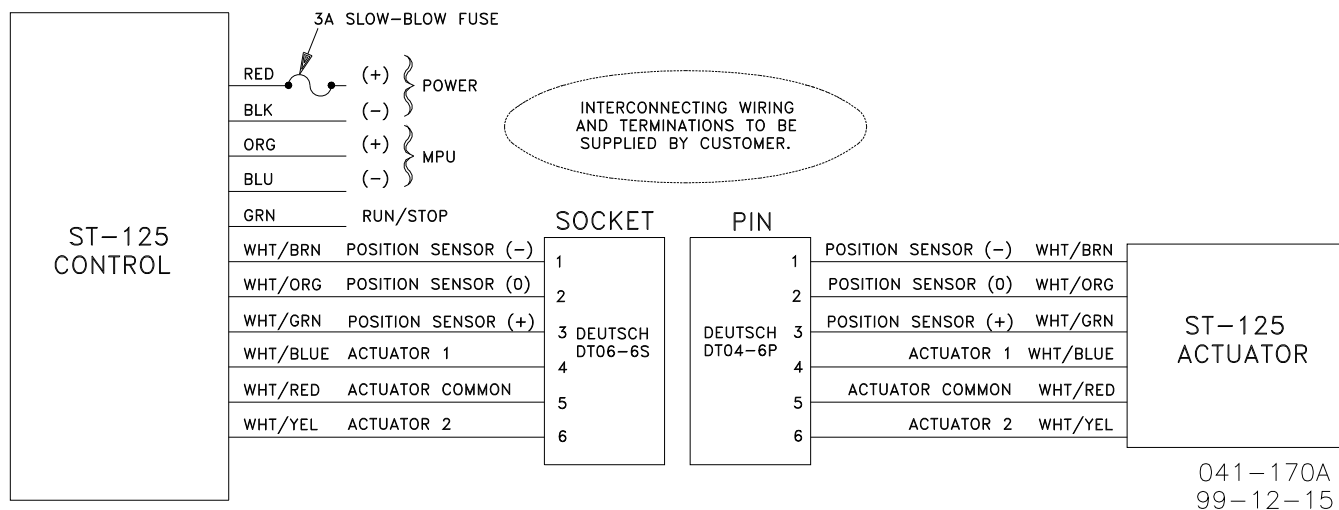 3A SLOW-BLOW FUSE
RED (+)
POWER
BLK (-)
ORG (+)
MPU
BLU (-)
GRN RUN/STOP
INTERCONNECTING WIRING
AND TERMINATIONS TO BE
SUPPLIED BY CUSTOMER.
ST-125
CONTROL
WHT/BRN POSITION SENSOR (-)
WHT/ORG POSITION SENSOR (0)
WHT/GRN POSITION SENSOR (+)
WHT/BLUE ACTUATOR 1
WHT/RED ACTUATOR COMMON
WHT/YEL ACTUATOR 2
SOCKET
1
2
3
4
5
6
DEUTSCH
DT06-6S
PIN
DEUTSCH
DT04-6P
1
2
3
4
5
6
POSITION SENSOR (-) WHT/BRN
POSITION SENSOR (0) WHT/ORG
POSITION SENSOR (+) WHT/GRN
ACTUATOR 1 WHT/BLUE
ACTUATOR COMMON WHT/RED
ACTUATOR 2 WHT/YEL
ST-125
ACTUATOR
041-170A
99-12-15